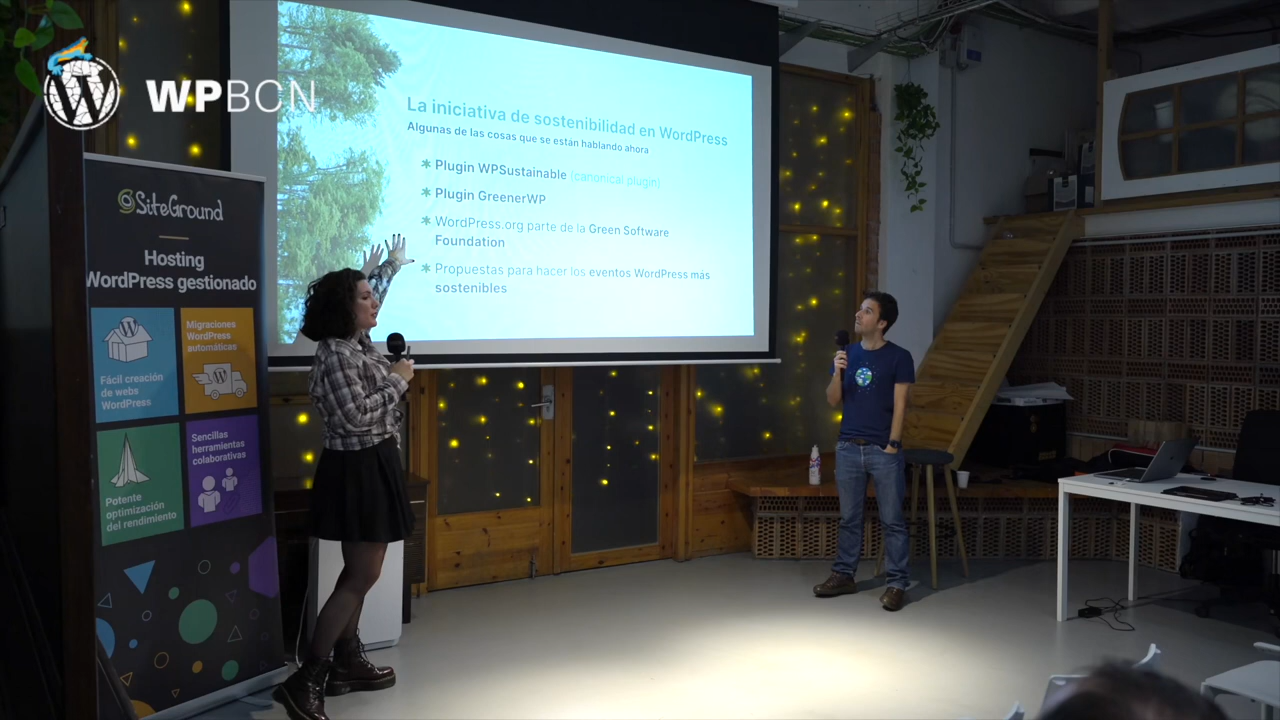 WPBCN
SiteGround
Hosting
WordPress gestionado
Fácil creación
de webs
WordPress
Migraciones
WordPress
automáticas
Potente
optimización
del rendimiento
Sencillas
herramientas
colaborativas
La iniciativa de sostenibilidad en WordPress
Algunas de las cosas que se están hablando ahora
✱ Plugin WPSustainable (canonical plugin)
✱ Plugin GreenerWP
✱ WordPress.org parte de la Green Software
Foundation
✱ Propuestas para hacer los eventos WordPress más
sostenibles